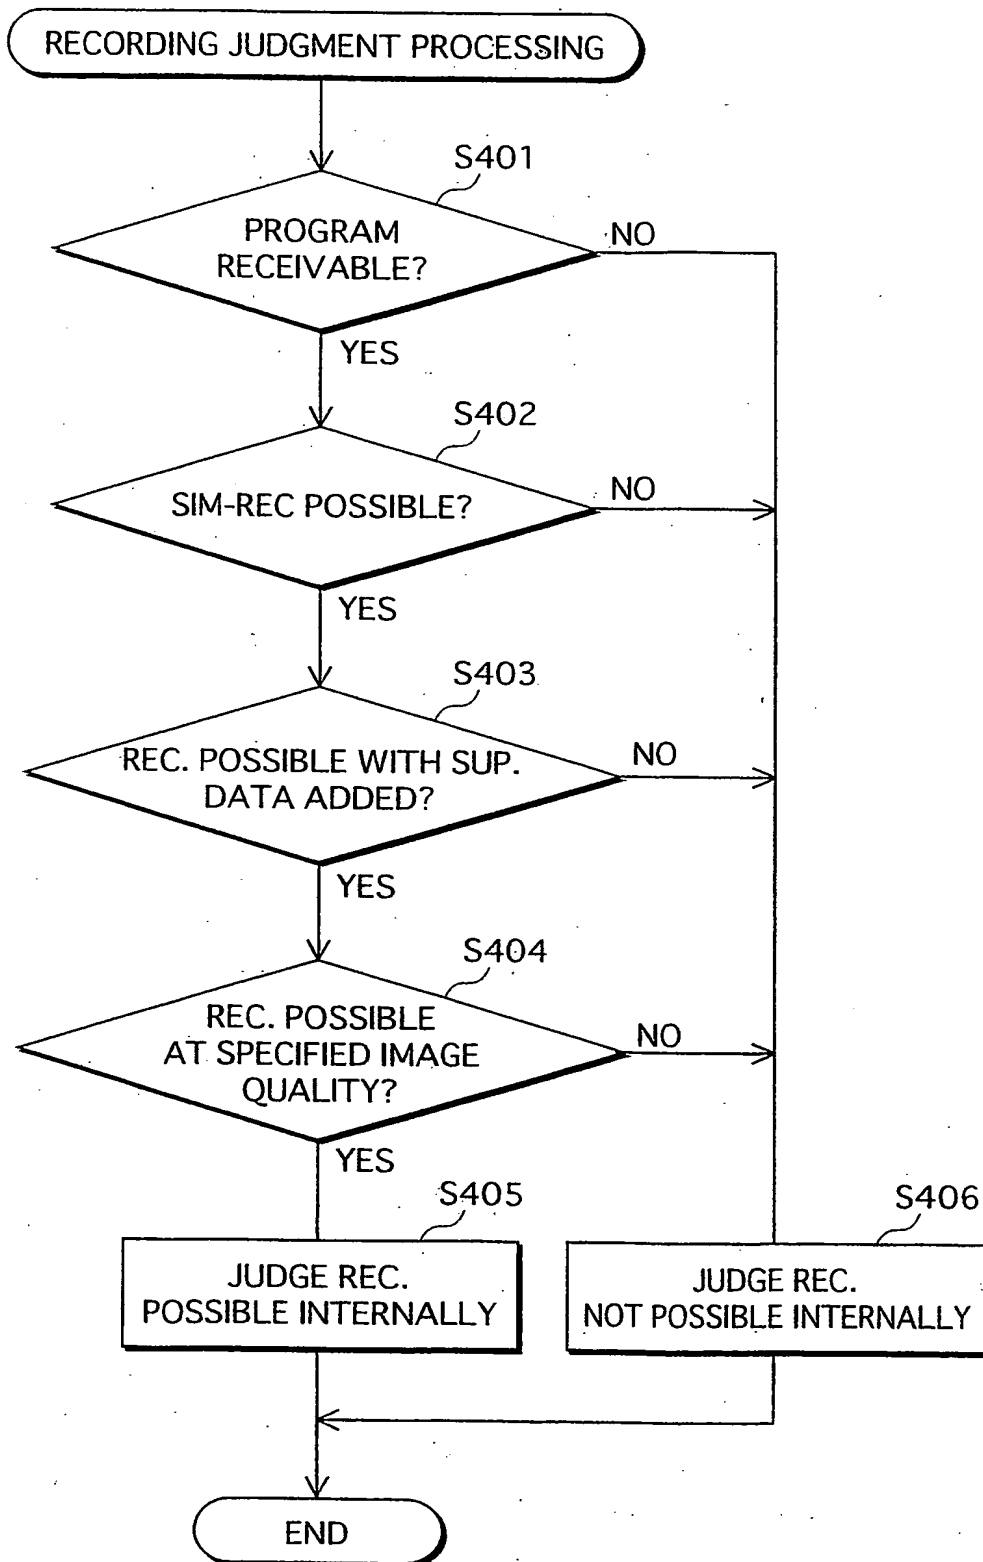 RECORDING JUDGMENT PROCESSING
S401
PROGRAM
RECEIVABLE?
NO
YES
S402
SIM-REC POSSIBLE?
NO
YES
S403
REC. POSSIBLE WITH SUP.
DATA ADDED?
NO
YES
S404
REC. POSSIBLE
AT SPECIFIED IMAGE
QUALITY?
NO
YES
S405
JUDGE REC.
POSSIBLE INTERNALLY
S406
JUDGE REC.
NOT POSSIBLE INTERNALLY
END